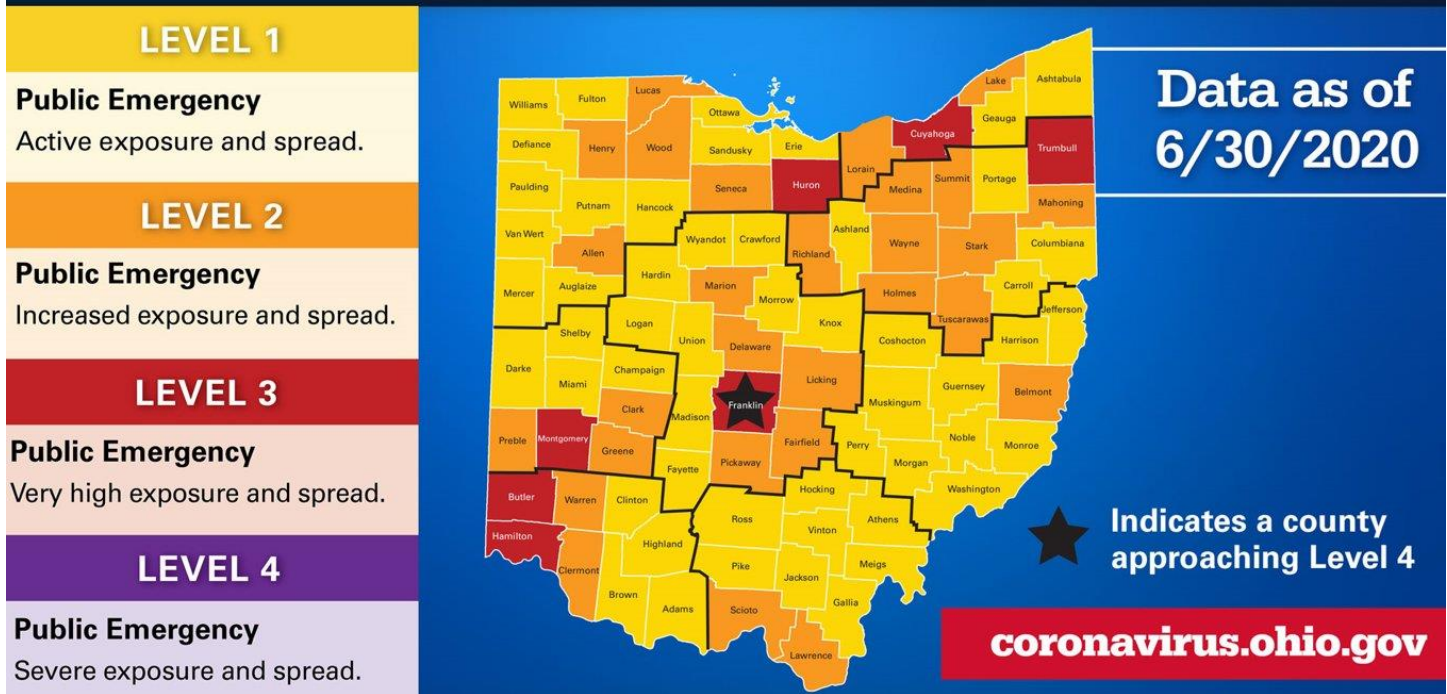 LEVEL 1
Public Emergency
Active exposure and spread.
LEVEL 2
Public Emergency
Increased exposure and spread.
LEVEL 3
Public Emergency
Very high exposure and spread.
LEVEL 4
Public Emergency
Severe exposure and spread.
Data as of
6/30/2020
Williams
Fulton
Lucas
Ottawa
Lake
Ashtabula
Geauga
Cuyahoga
Defiance
Henry
Wood
Sandusky
Erie
Lorain
Trumbull
Paulding
Seneca
Huron
Medina
Summit
Portage
Mahoning
Putnam
Hancock
Van Wert
Wyandot
Crawford
Ashland
Wayne
Stark
Columbiana
Allen
Richland
Hardin
Mercer
Auglaize
Marion
Morrow
Holmes
Carroll
Jefferson
Tuscarawas
Logan
Shelby
Union
Knox
Coshocton
Harrison
Delaware
Darke
Champaign
Licking
Miami
Guernsey
Belmont
Clark
Madison
Franklin
Muskingum
Preble
Montgomery
Greene
Fairfield
Perry
Noble
Monroe
Fayette
Pickaway
Morgan
Hocking
Washington
Butler
Warren
Clinton
Ross
Athens
Vinton
Hamilton
Highland
Clermont
Pike
Jackson
Meigs
Brown
Adams
Scioto
Gallia
Lawrence
Indicates a county
approaching Level 4
coronavirus.ohio.gov